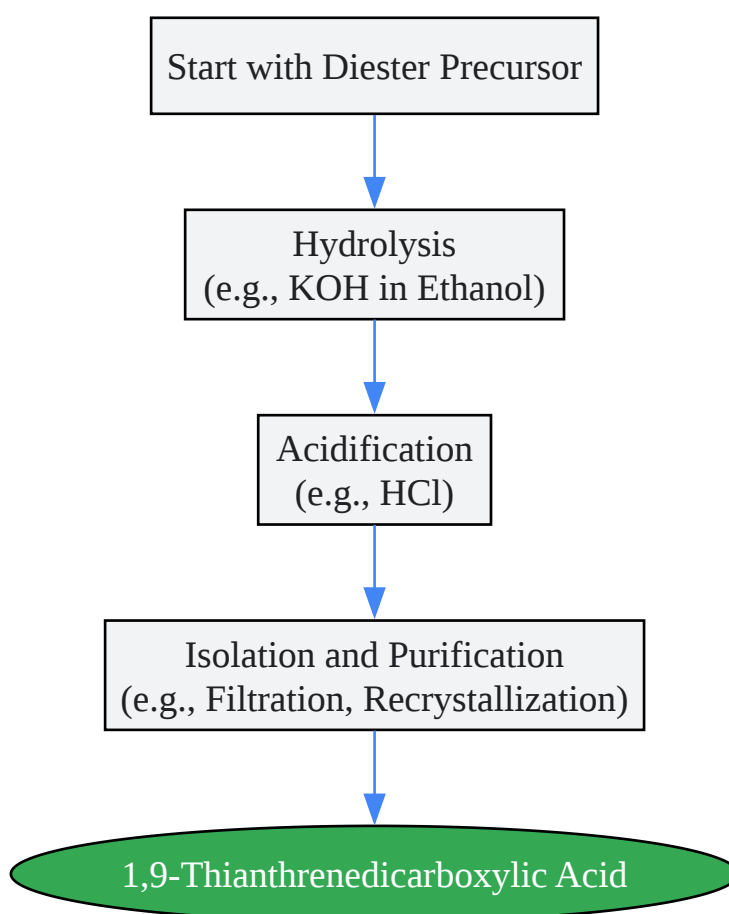 Start with Diester Precursor
Hydrolysis
(e.g., KOH in Ethanol)
Acidification
(e.g., HCl)
Isolation and Purification
(e.g., Filtration, Recrystallization)
1,9-Thianthrenedicarboxylic Acid